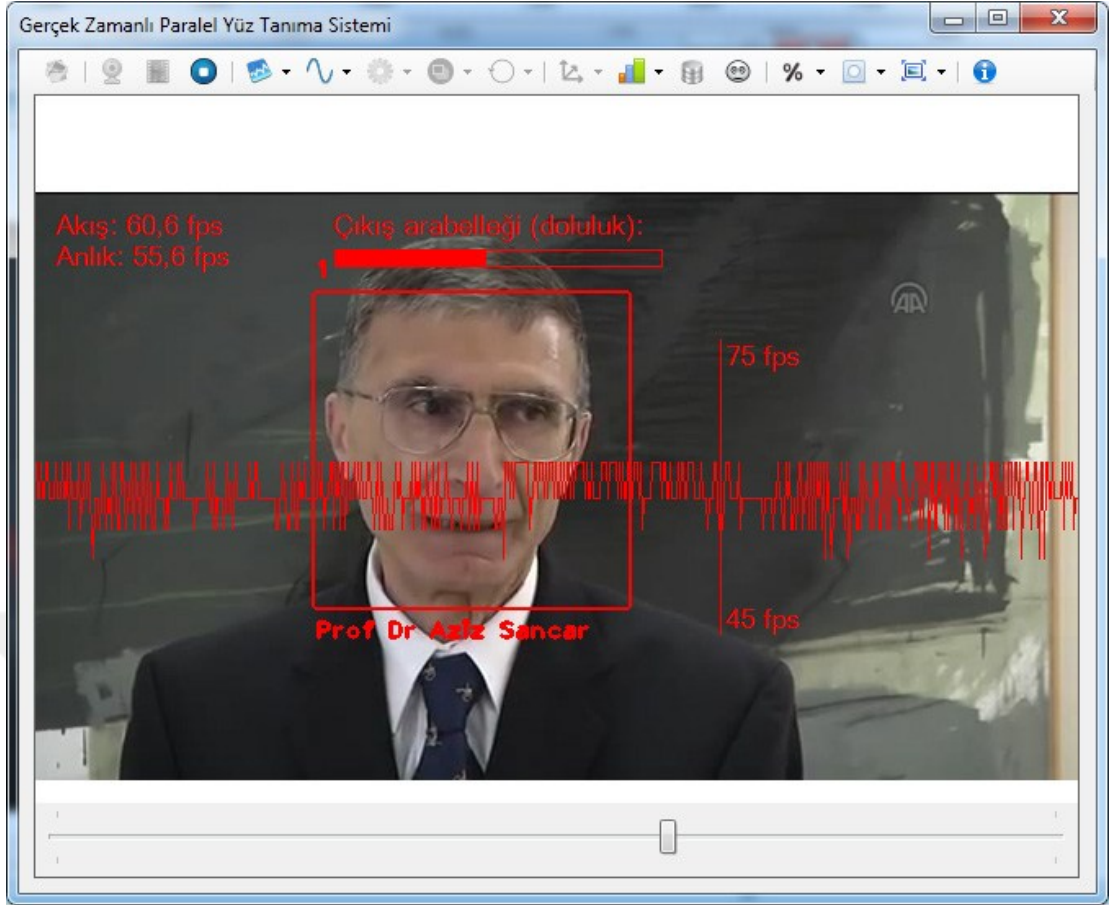 Gerçek Zamanlı Paralel Yüz Tanıma Sistemi
%
Akış: 60,6 fps
Anlık: 55,6 fps
Çıkış arabelleği (doluluk):
1
AA
75 fps
45 fps
Prof Dr Aziz Sancar